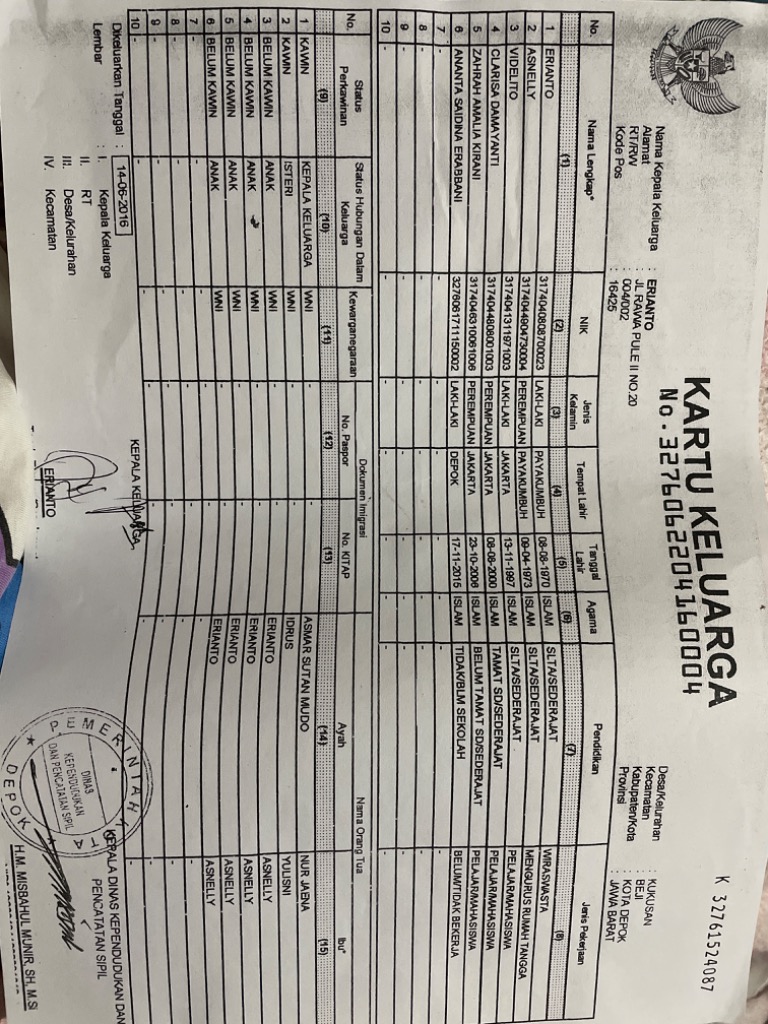 KARTU KELUARGA
No. 3276062204160004
K 32761524087
Nama Kepala Keluarga : ERIANTO
Alamat : JL RAWA PULE II NO.20
RT/RW : 004/002
Kode Pos : 16425
Desa/Kelurahan : KUKUSAN
Kecamatan : BEJI
Kabupaten/Kota : KOTA DEPOK
Provinsi : JAWA BARAT
No. Nama Lengkap* NIK Jenis Kelamin Tempat Lahir Tanggal Lahir Agama Pendidikan Jenis Pekerjaan
(1) (2) (3) (4) (5) (6) (7) (8)
1 ERIANTO 3174040808700023 LAKI-LAKI PAYAKUMBUH 08-08-1970 ISLAM SLTA/SEDERAJAT WIRASWASTA
2 ASNELLY 3174044904730004 PEREMPUAN PAYAKUMBUH 09-04-1973 ISLAM SLTA/SEDERAJAT MENGURUS RUMAH TANGGA
3 VIDELITO 3174041311971003 LAKI-LAKI JAKARTA 13-11-1997 ISLAM SLTA/SEDERAJAT PELAJAR/MAHASISWA
4 CLARISA DAMAYANTI 3174044808001003 PEREMPUAN JAKARTA 08-08-2000 ISLAM TAMAT SD/SEDERAJAT PELAJAR/MAHASISWA
5 ZAHRAH AMALIA KIRANI 3174046310061006 PEREMPUAN JAKARTA 23-10-2006 ISLAM BELUM TAMAT SD/SEDERAJAT PELAJAR/MAHASISWA
6 ANANTA SAIDINA ERABBANI 3276061711150002 LAKI-LAKI DEPOK 17-11-2015 ISLAM TIDAK/BLM SEKOLAH BELUM/TIDAK BEKERJA
7 - - - - - - - -
8 - - - - - - - -
9 - - - - - - - -
10 - - - - - - - -
No. Status Perkawinan Status Hubungan Dalam Keluarga Kewarganegaraan Dokumen Imigrasi Nama Orang Tua
No. Paspor No. KITAP Ayah Ibu*
(9) (10) (11) (12) (13) (14) (15)
1 KAWIN KEPALA KELUARGA WNI - - ASMAR SUTAN MUDO NUR JAENA
2 KAWIN ISTERI WNI - - IDRUS YULISNI
3 BELUM KAWIN ANAK WNI - - ERIANTO ASNELLY
4 BELUM KAWIN ANAK WNI - - ERIANTO ASNELLY
5 BELUM KAWIN ANAK WNI - - ERIANTO ASNELLY
6 BELUM KAWIN ANAK WNI - - ERIANTO ASNELLY
7 - - - - - - -
8 - - - - - - -
9 - - - - - - -
10 - - - - - - -
Dikeluarkan Tanggal : 14-06-2016
Lembar : I. Kepala Keluarga
II. RT
III. Desa/Kelurahan
IV. Kecamatan
KEPALA KELUARGA
ERIANTO
KEPALA DINAS KEPENDUDUKAN DAN
PENCATATAN SIPIL
PEMERINTAH
DINAS
KEPENDUDUKAN
DAN PENCATATAN SIPIL
DEPOK
H.M. MISBAHUL MUNIR, SH, M.SI